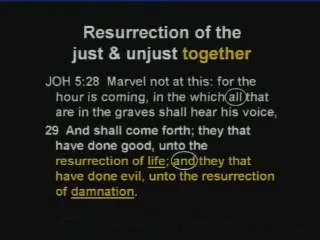 Resurrection of the
just & unjust together
JOH 5:28 Marvel not at this: for the
hour is coming, in the which all that
are in the graves shall hear his voice,
29 And shall come forth; they that
have done good, unto the
resurrection of life; and they that
have done evil, unto the resurrection
of damnation.